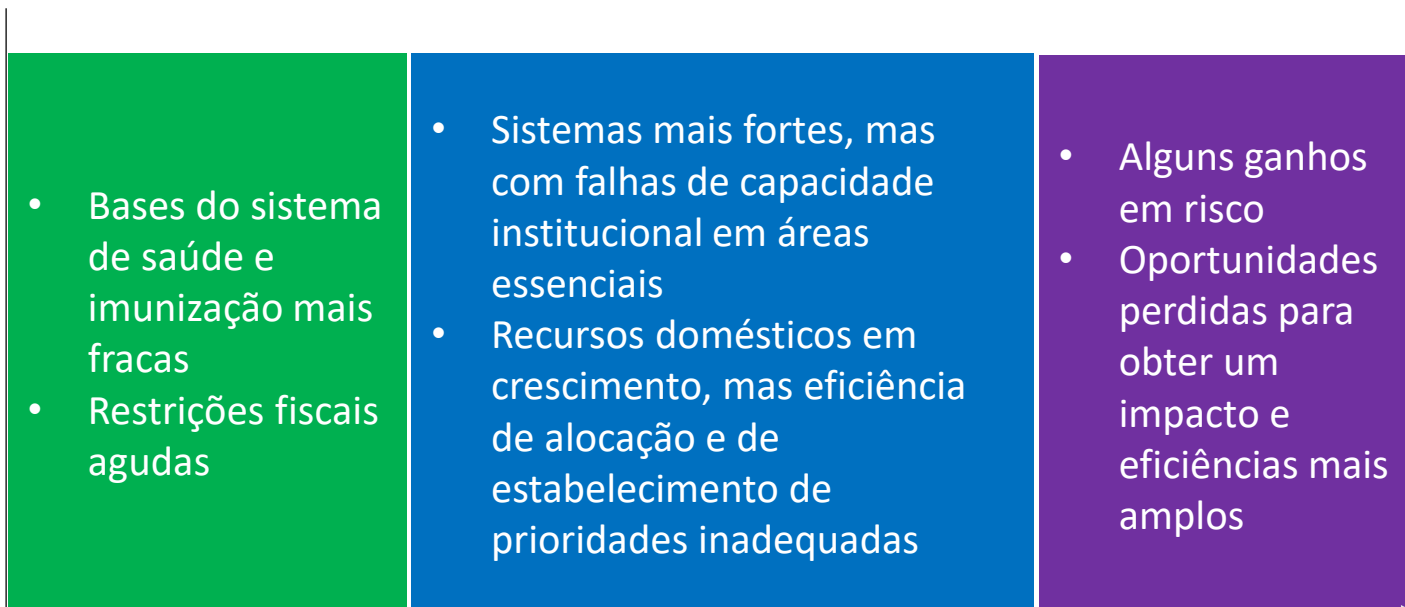 • Bases do sistema
de saúde e
imunização mais
fracas
• Restrições fiscais
agudas
• Sistemas mais fortes, mas
com falhas de capacidade
institucional em áreas
essenciais
• Recursos domésticos em
crescimento, mas eficiência
de alocação e de
estabelecimento de
prioridades inadequadas
• Alguns ganhos
em risco
• Oportunidades
perdidas para
obter um
impacto e
eficiências mais
amplos